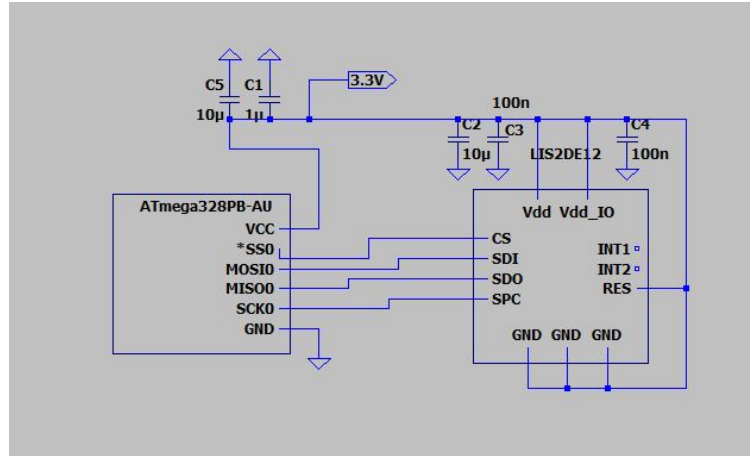 C5 C1
3.3V
10µ 1µ
100n
C2 C3 C4
10µ LIS2DE12 100n
ATmega328PB-AU
VCC
*SS0
MOSI0
MISO0
SCK0
GND
Vdd Vdd_IO
CS
SDI
SDO
SPC
INT1
INT2
RES
GND GND GND